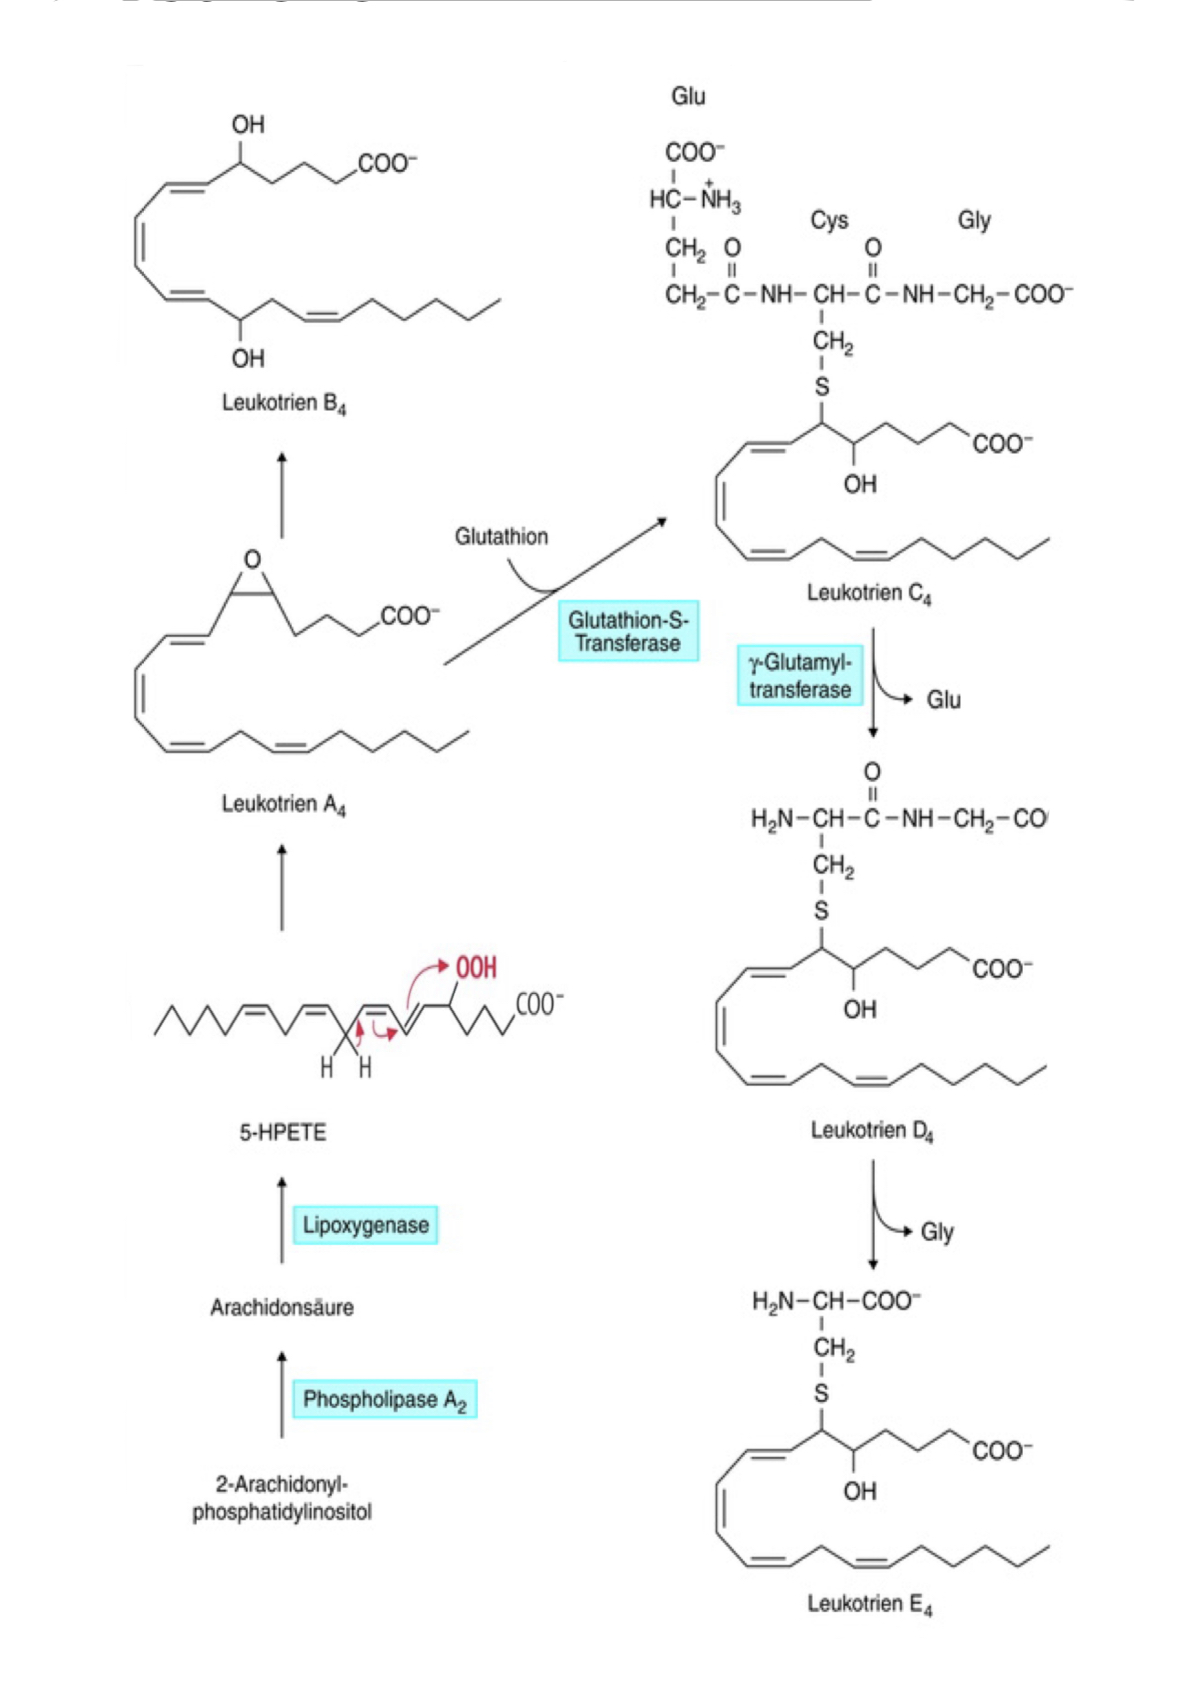 OH
COO⁻
OH
Leukotrien B₄
Glu
COO⁻
HC–N⁺H₃
CH₂ O
Cys
O
Gly
CH₂–C–NH–CH–C–NH–CH₂–COO⁻
CH₂
S
COO⁻
OH
Leukotrien C₄
O
COO⁻
Leukotrien A₄
Glutathion
Glutathion-S-
Transferase
γ-Glutamyl-
transferase
Glu
O
H₂N–CH–C–NH–CH₂–CO
CH₂
S
COO⁻
OH
Leukotrien D₄
OOH
COO⁻
H H
5-HPETE
Lipoxygenase
Arachidonsäure
Phospholipase A₂
2-Arachidonyl-
phosphatidylinositol
Gly
H₂N–CH–COO⁻
CH₂
S
COO⁻
OH
Leukotrien E₄